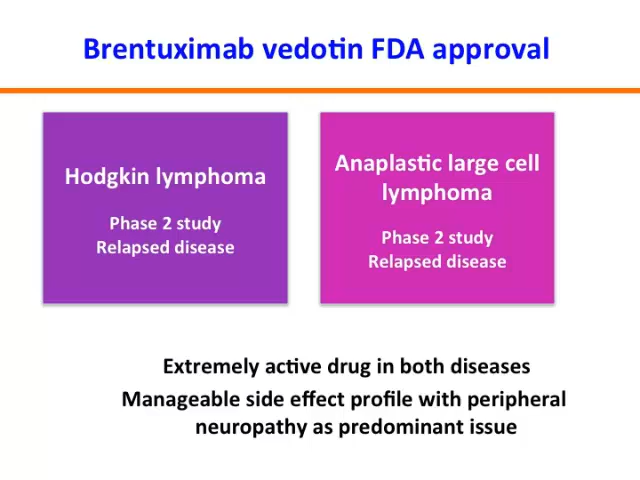 Brentuximab vedotin FDA approval
Hodgkin lymphoma
Phase 2 study
Relapsed disease
Anaplastic large cell
lymphoma
Phase 2 study
Relapsed disease
Extremely active drug in both diseases
Manageable side effect profile with peripheral
neuropathy as predominant issue